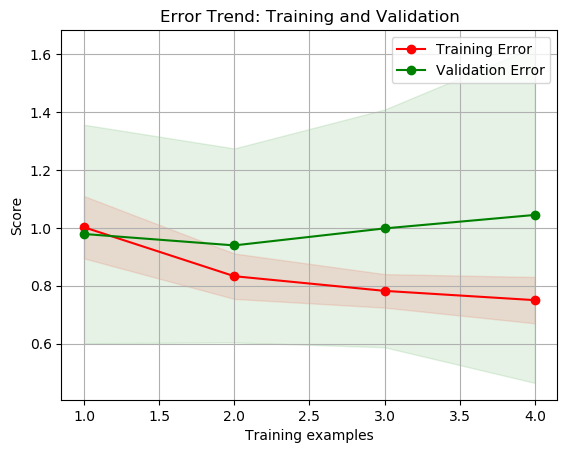 Error Trend: Training and Validation
Training Error
Validation Error
Score
1.6
1.4
1.2
1.0
0.8
0.6
1.0 1.5 2.0 2.5 3.0 3.5 4.0
Training examples